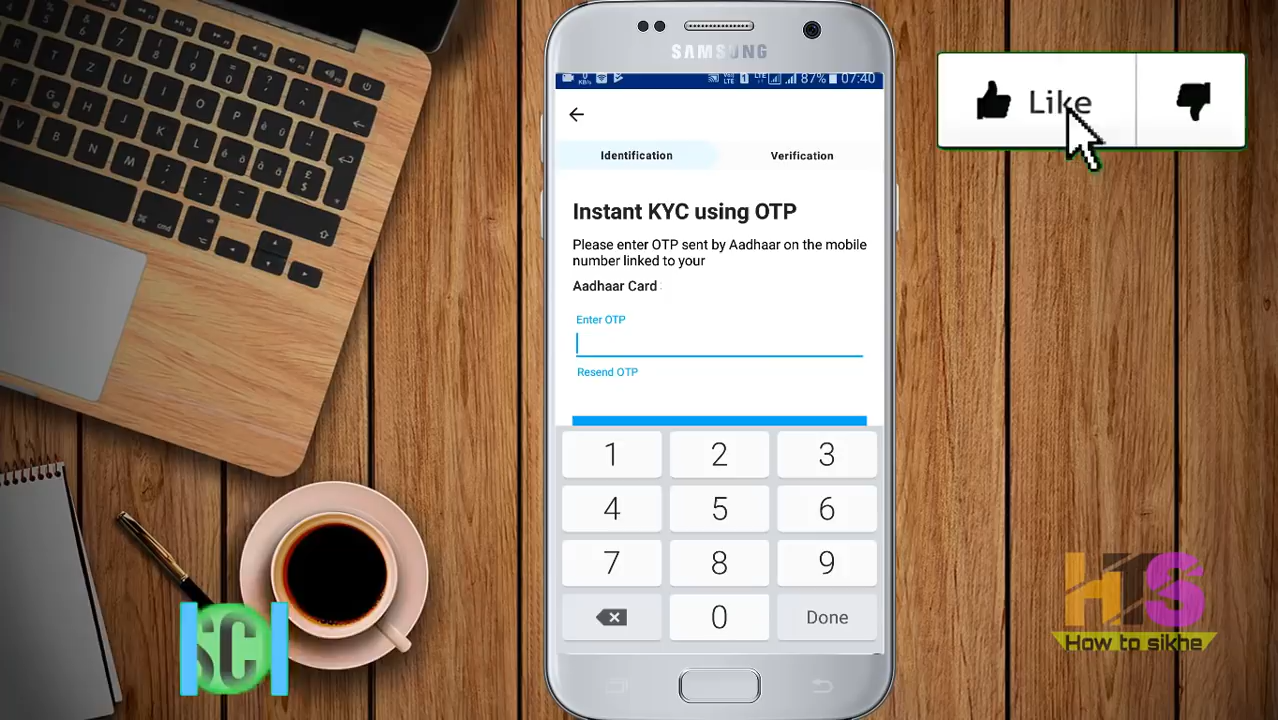 SAMSUNG
87% 07:40
Identification
Verification
Instant KYC using OTP
Please enter OTP sent by Aadhaar on the mobile
number linked to your
Aadhaar Card :
Enter OTP
Resend OTP
1 2 3
4 5 6
7 8 9
0 Done
Like
SC
HTS
How to sikhe